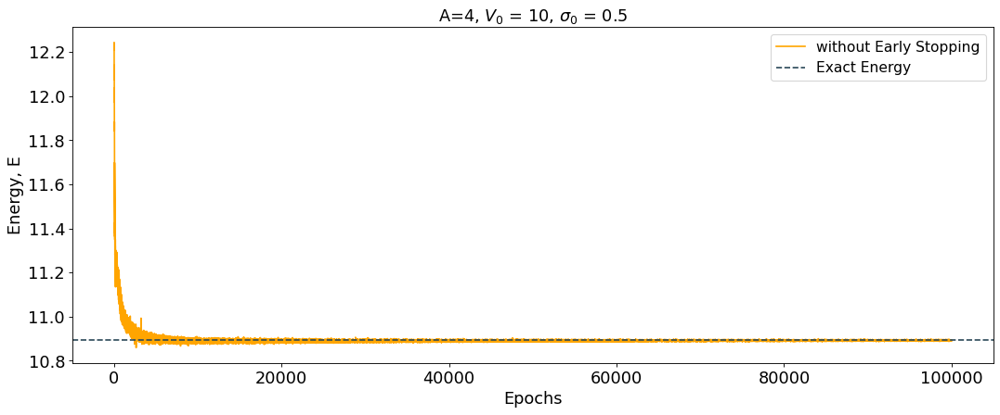 A=4, V₀ = 10, σ₀ = 0.5
without Early Stopping
Exact Energy
Energy, E
12.2
12.0
11.8
11.6
11.4
11.2
11.0
10.8
0 20000 40000 60000 80000 100000
Epochs